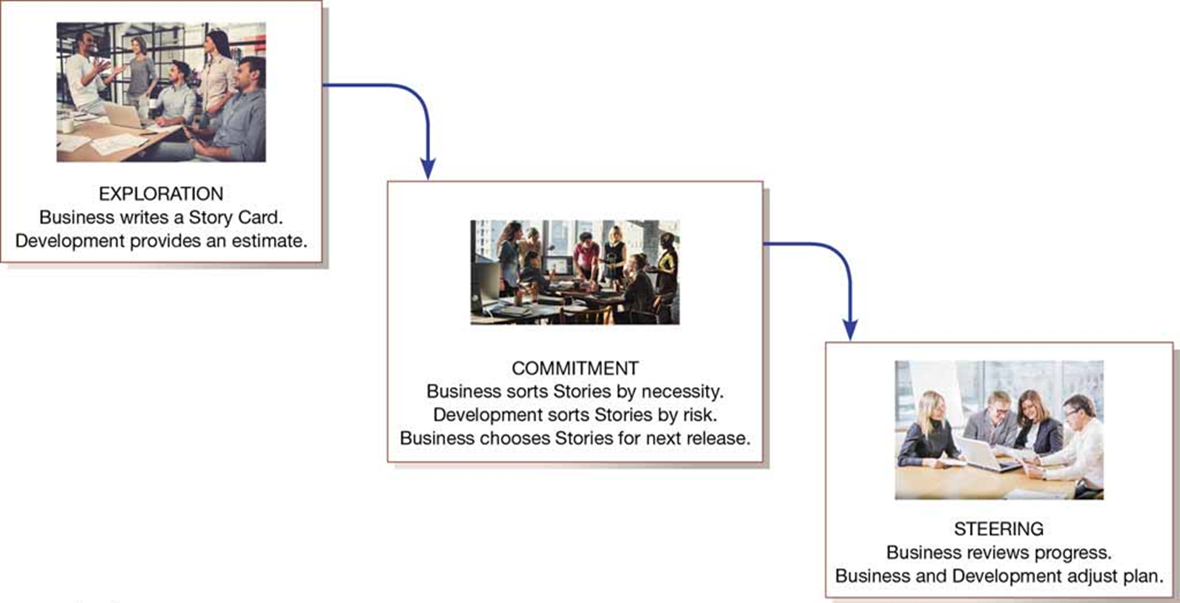 EXPLORATION
Business writes a Story Card.
Development provides an estimate.
COMMITMENT
Business sorts Stories by necessity.
Development sorts Stories by risk.
Business chooses Stories for next release.
STEERING
Business reviews progress.
Business and Development adjust plan.